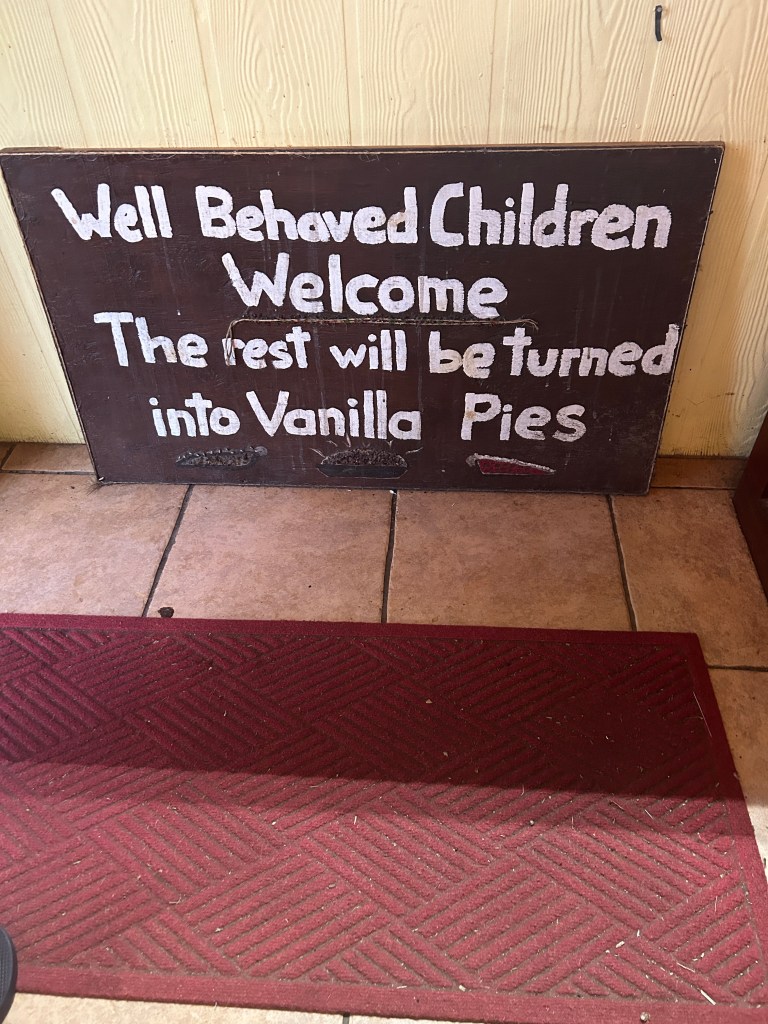 Well Behaved Children
Welcome
The rest will be turned
into Vanilla Pies